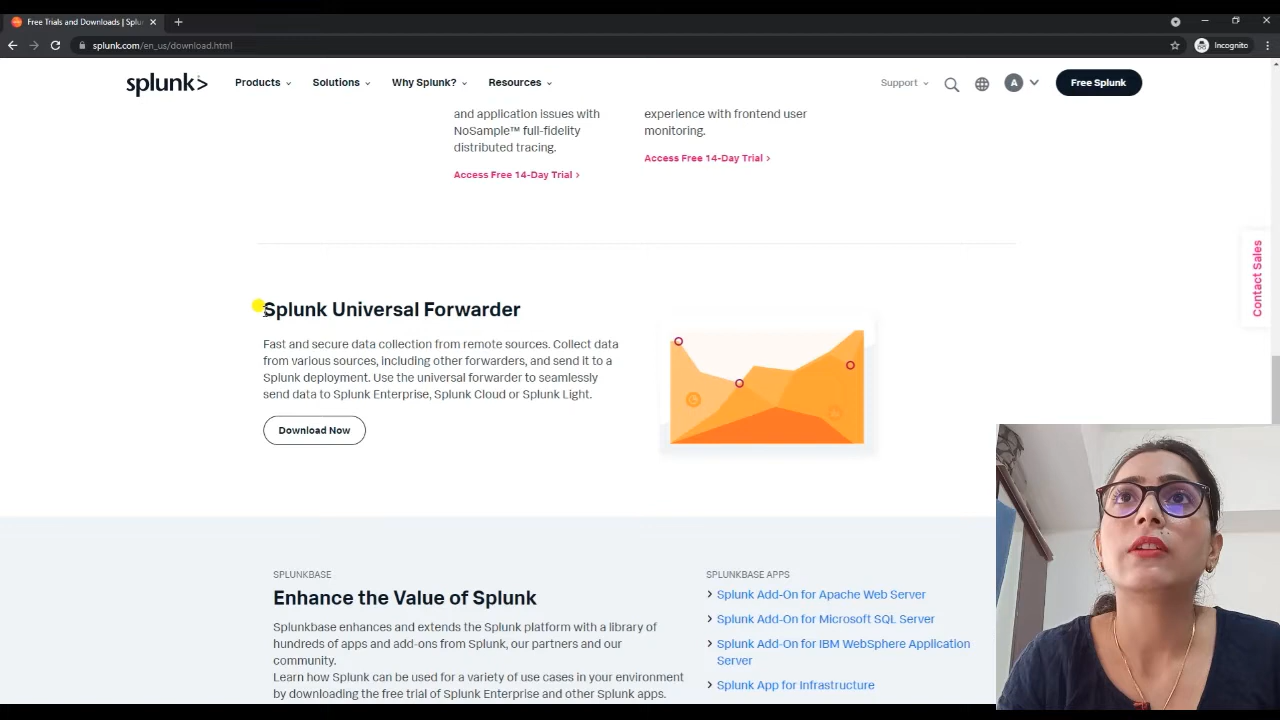 Free Trials and Downloads | Splu
splunk.com/en_us/download.html
Incognito
splunk>
Products
Solutions
Why Splunk?
Resources
Support
A
Free Splunk
and application issues with
NoSample™ full-fidelity
distributed tracing.
Access Free 14-Day Trial >
experience with frontend user
monitoring.
Access Free 14-Day Trial >
Contact Sales
Splunk Universal Forwarder
Fast and secure data collection from remote sources. Collect data
from various sources, including other forwarders, and send it to a
Splunk deployment. Use the universal forwarder to seamlessly
send data to Splunk Enterprise, Splunk Cloud or Splunk Light.
Download Now
SPLUNKBASE
Enhance the Value of Splunk
Splunkbase enhances and extends the Splunk platform with a library of
hundreds of apps and add-ons from Splunk, our partners and our
community.
Learn how Splunk can be used for a variety of use cases in your environment
by downloading the free trial of Splunk Enterprise and other Splunk apps.
SPLUNKBASE APPS
Splunk Add-On for Apache Web Server
Splunk Add-On for Microsoft SQL Server
Splunk Add-On for IBM WebSphere Application
Server
Splunk App for Infrastructure